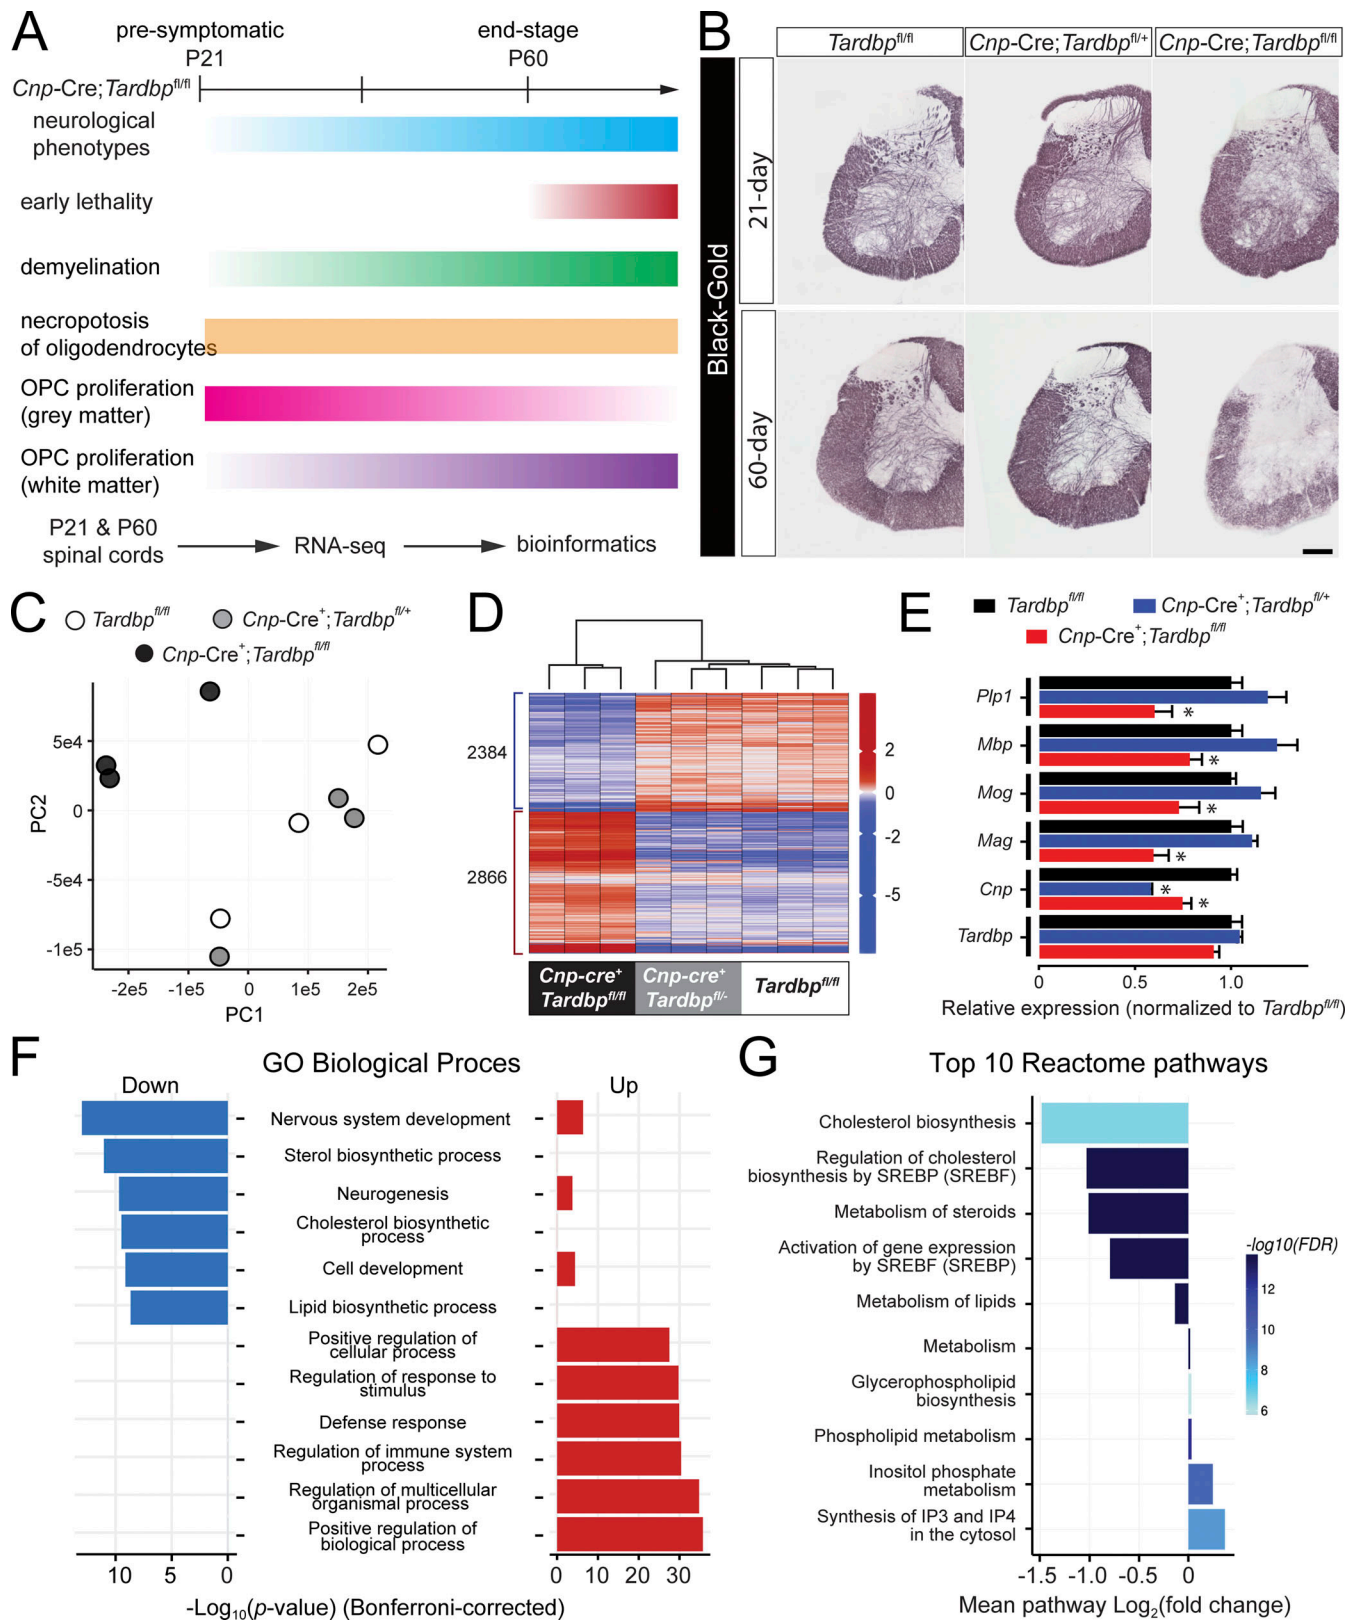 A
pre-symptomatic
end-stage
P21
P60
Cnp-Cre;Tardbpfl/fl
neurological
phenotypes
early lethality
demyelination
necropotosis
of oligodendrocytes
OPC proliferation
(grey matter)
OPC proliferation
(white matter)
P21 & P60
spinal cords
RNA-seq
bioinformatics
B
Tardbpfl/fl
Cnp-Cre;Tardbpfl/+
Cnp-Cre;Tardbpfl/fl
Black-Gold
21-day
60-day
C
Tardbpfl/fl
Cnp-Cre+;Tardbpfl/+
Cnp-Cre+;Tardbpfl/fl
PC2
5e4
0
-5e4
-1e5
-2e5 -1e5 0 1e5 2e5
PC1
D
2384
2866
2
0
-2
-5
Cnp-cre+
Tardbpfl/fl
Cnp-cre+
Tardbpfl/-
Tardbpfl/fl
E
Tardbpfl/fl
Cnp-Cre+;Tardbpfl/+
Cnp-Cre+;Tardbpfl/fl
Plp1
*
Mbp
*
Mog
*
Mag
*
Cnp
*
*
Tardbp
0 0.5 1.0
Relative expression (normalized to Tardbpfl/fl)
F
GO Biological Proces
Down
Up
Nervous system development
Sterol biosynthetic process
Neurogenesis
Cholesterol biosynthetic
process
Cell development
Lipid biosynthetic process
Positive regulation of
cellular process
Regulation of response to
stimulus
Defense response
Regulation of immune system
process
Regulation of multicellular
organismal process
Positive regulation of
biological process
10 5 0
0 10 20 30
-Log10(p-value) (Bonferroni-corrected)
G
Top 10 Reactome pathways
Cholesterol biosynthesis
Regulation of cholesterol
biosynthesis by SREBP (SREBF)
Metabolism of steroids
Activation of gene expression
by SREBF (SREBP)
Metabolism of lipids
Metabolism
Glycerophospholipid
biosynthesis
Phospholipid metabolism
Inositol phosphate
metabolism
Synthesis of IP3 and IP4
in the cytosol
-log10(FDR)
12
10
8
6
-1.5 -1.0 -0.5 0
Mean pathway Log2(fold change)